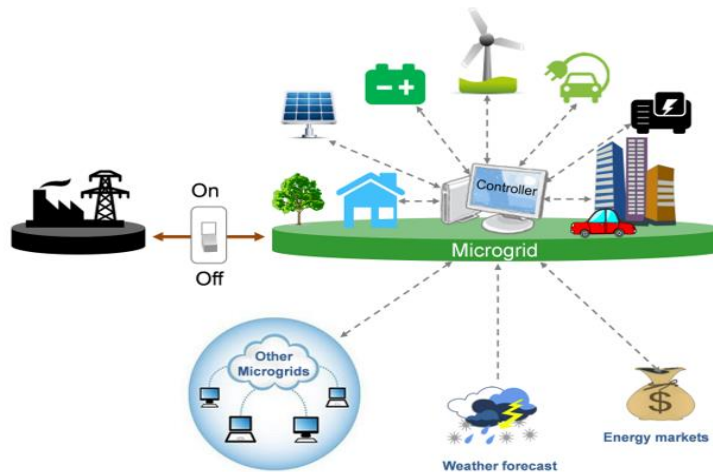 Controller
On
Off
Microgrid
Other
Microgrids
$
Energy markets
Weather forecast